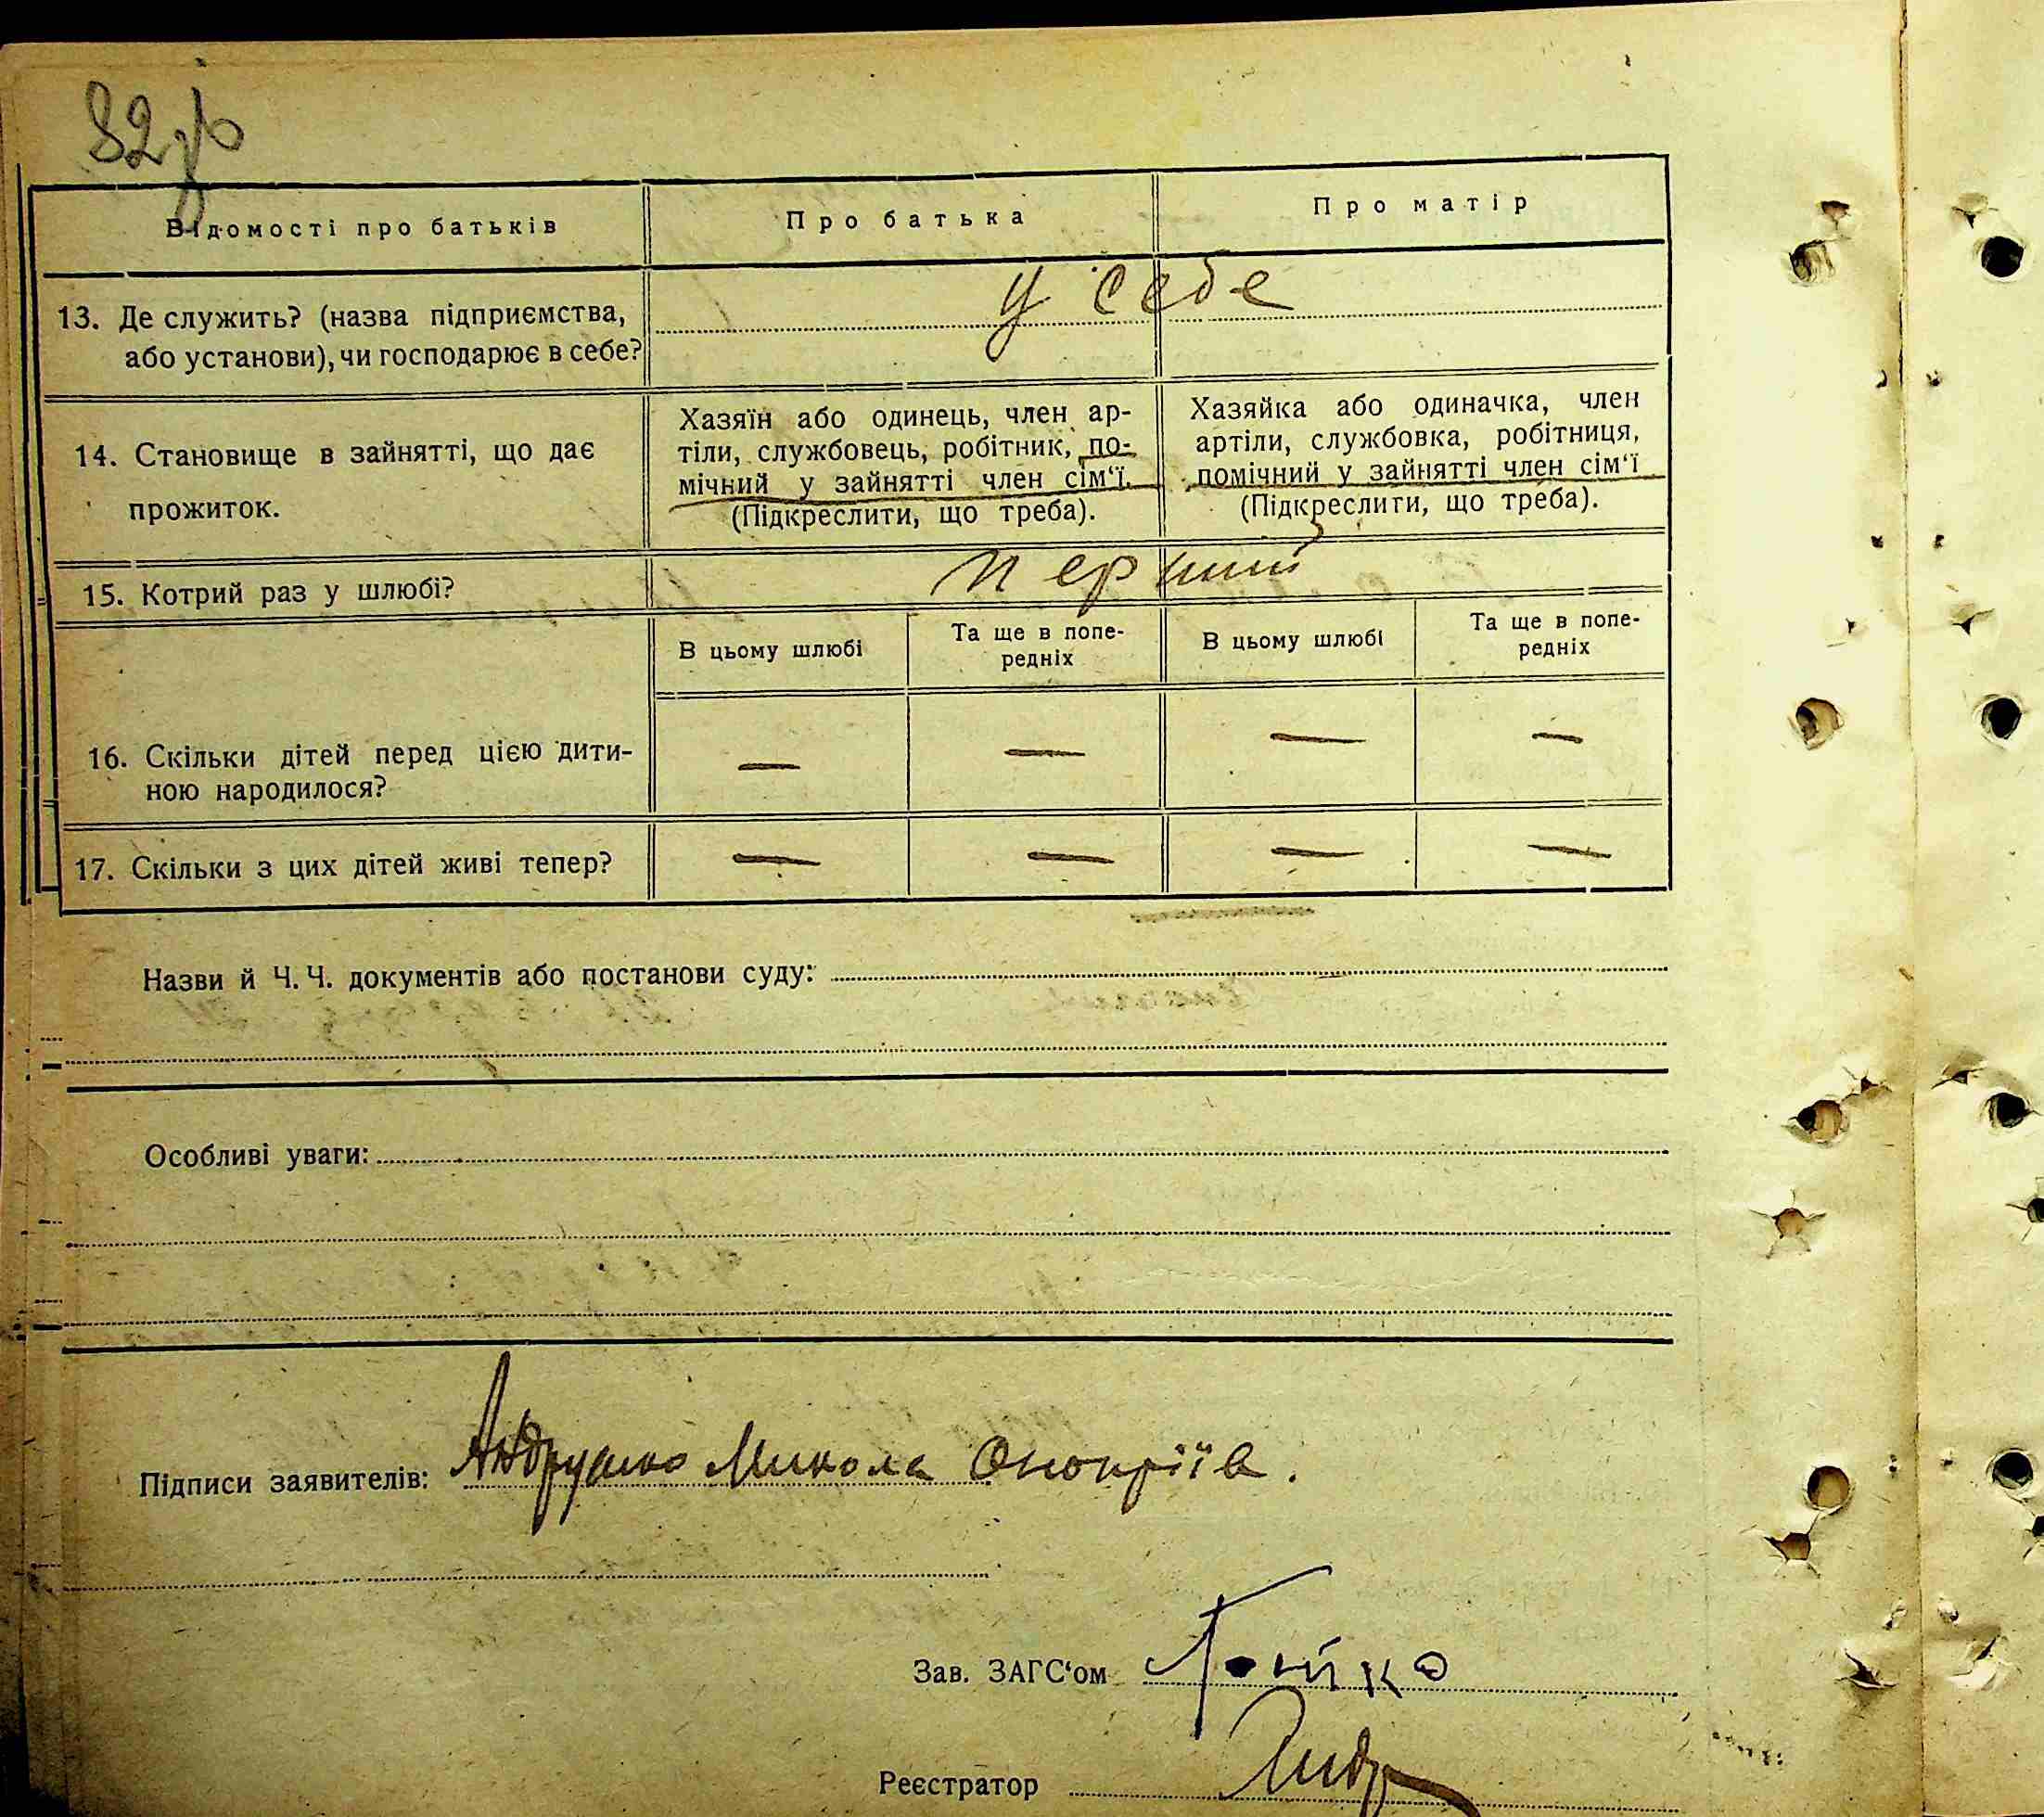 82зв
Відомості про батьків
Про батька
Про матір
13. Де служить? (назва підприємства,
або установи), чи господарює в себе?
у себе
14. Становище в зайнятті, що дає
прожиток.
Хазяїн або одинець, член ар-
тіли, службовець, робітник, по-
мічний у зайнятті член сім‘ї.
(Підкреслити, що треба).
Хазяйка або одиначка, член
артіли, службовка, робітниця,
помічний у зайнятті член сім‘ї
(Підкреслити, що треба).
15. Котрий раз у шлюбі?
перший
В цьому шлюбі
Та ще в попе-
редніх
В цьому шлюбі
Та ще в попе-
редніх
16. Скільки дітей перед цією дити-
ною народилося?
— — — —
17. Скільки з цих дітей живі тепер?
— — — —
Назви й Ч. Ч. документів або постанови суду:
Особливі уваги:
Підписи заявителів: Андрушко Микола Онопріїв.
Зав. ЗАГС‘ом Бойко
Реєстратор